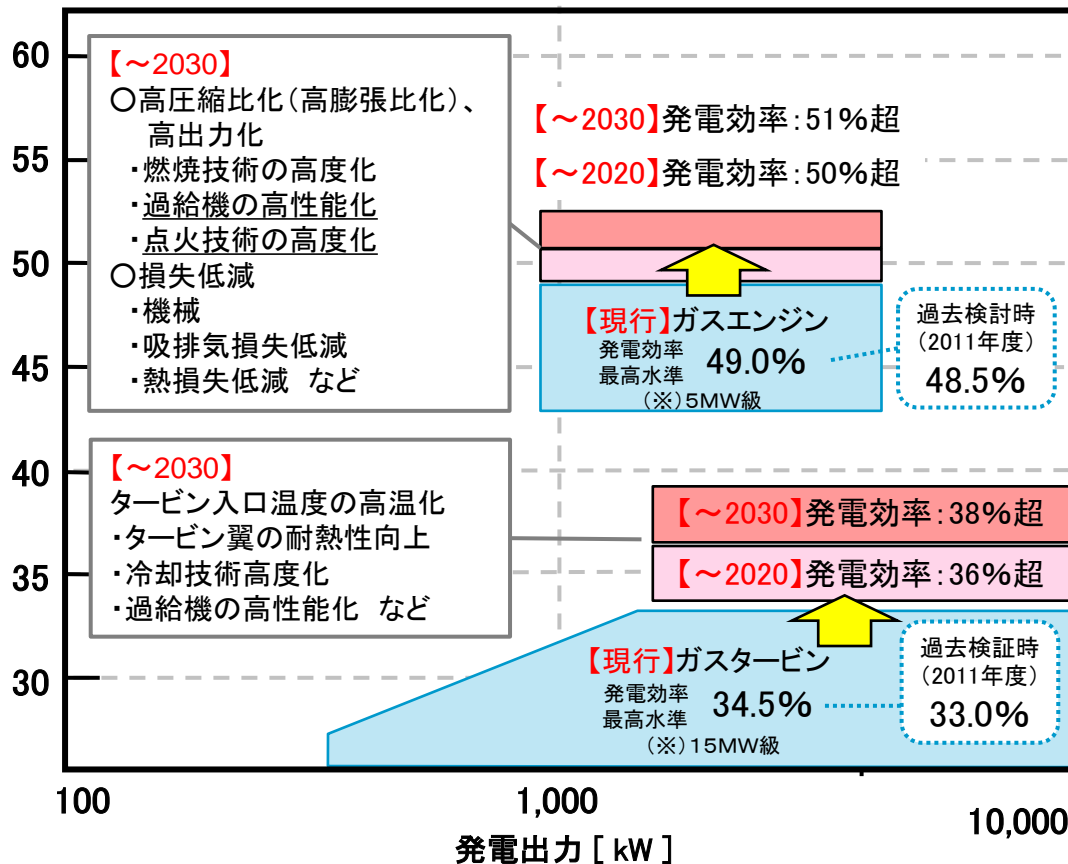 60
55
50
45
40
35
30
【~2030】
○高圧縮比化(高膨張比化)、
高出力化
・燃焼技術の高度化
・過給機の高性能化
・点火技術の高度化
○損失低減
・機械
・吸排気損失低減
・熱損失低減 など
【~2030】発電効率:51%超
【~2020】発電効率:50%超
【現行】ガスエンジン
発電効率
最高水準
49.0%
(※)5MW級
過去検討時
(2011年度)
48.5%
【~2030】
タービン入口温度の高温化
・タービン翼の耐熱性向上
・冷却技術高度化
・過給機の高性能化 など
【~2030】発電効率:38%超
【~2020】発電効率:36%超
【現行】ガスタービン
発電効率
最高水準
34.5%
(※)15MW級
過去検証時
(2011年度)
33.0%
100
1,000
10,000
発電出力[kW]